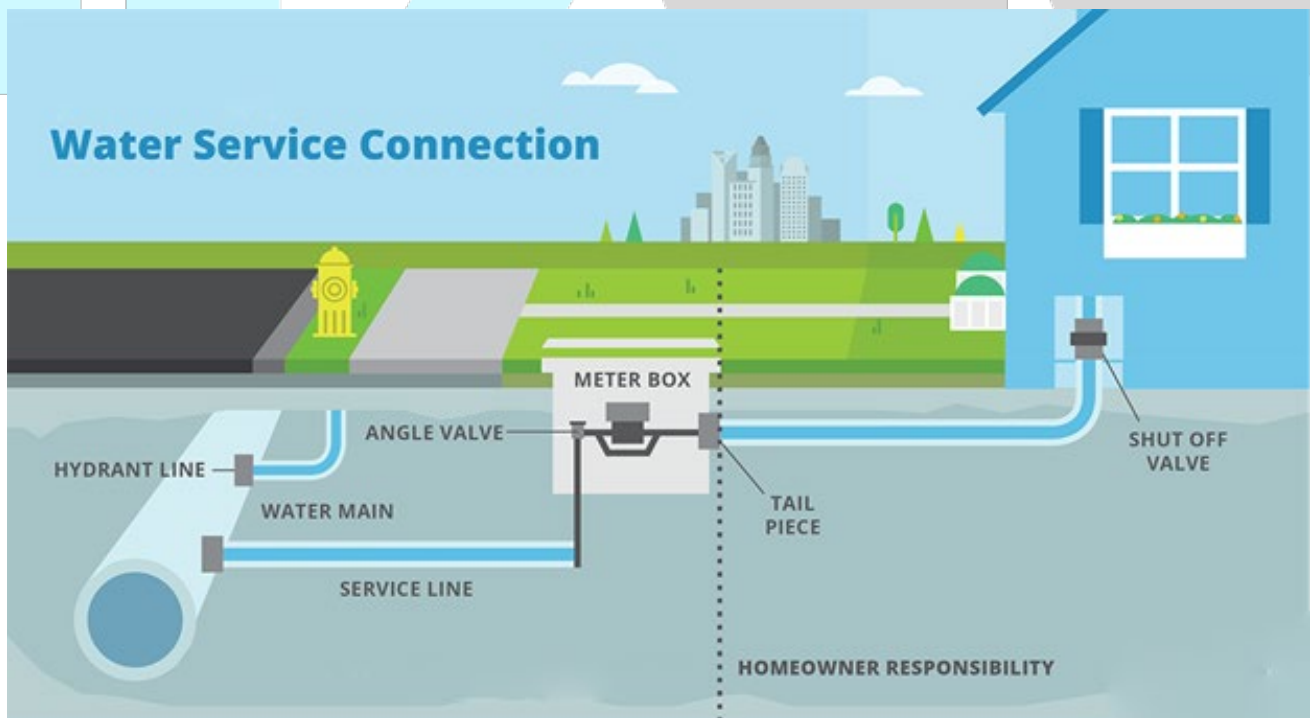 Water Service Connection
METER BOX
ANGLE VALVE
HYDRANT LINE
WATER MAIN
SERVICE LINE
TAIL
PIECE
SHUT OFF
VALVE
HOMEOWNER RESPONSIBILITY